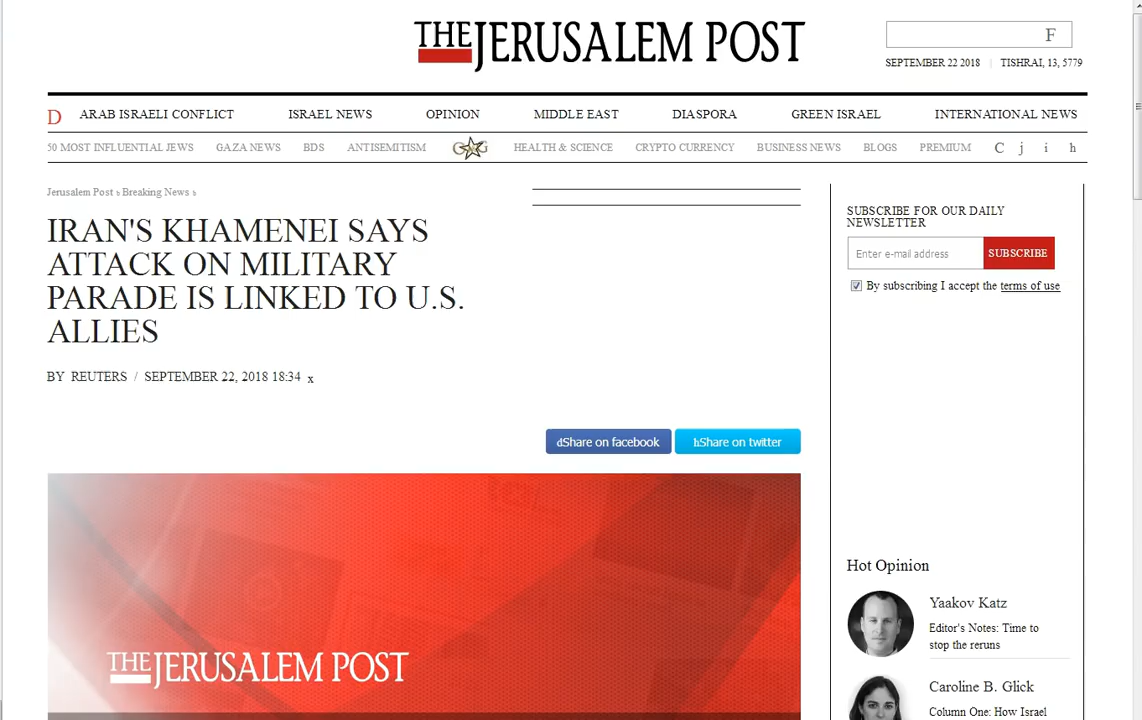 THE JERUSALEM POST
F
SEPTEMBER 22 2018 | TISHRAI, 13, 5779
D ARAB ISRAELI CONFLICT ISRAEL NEWS OPINION MIDDLE EAST DIASPORA GREEN ISRAEL INTERNATIONAL NEWS
50 MOST INFLUENTIAL JEWS GAZA NEWS BDS ANTISEMITISM HEALTH & SCIENCE CRYPTO CURRENCY BUSINESS NEWS BLOGS PREMIUM C j i h
Jerusalem Post h Breaking News h
IRAN'S KHAMENEI SAYS
ATTACK ON MILITARY
PARADE IS LINKED TO U.S.
ALLIES
BY REUTERS / SEPTEMBER 22, 2018 18:34 x
dShare on facebook hShare on twitter
THE JERUSALEM POST
SUBSCRIBE FOR OUR DAILY
NEWSLETTER
Enter e-mail address SUBSCRIBE
By subscribing I accept the terms of use
Hot Opinion
Yaakov Katz
Editor's Notes: Time to
stop the reruns
Caroline B. Glick
Column One: How Israel